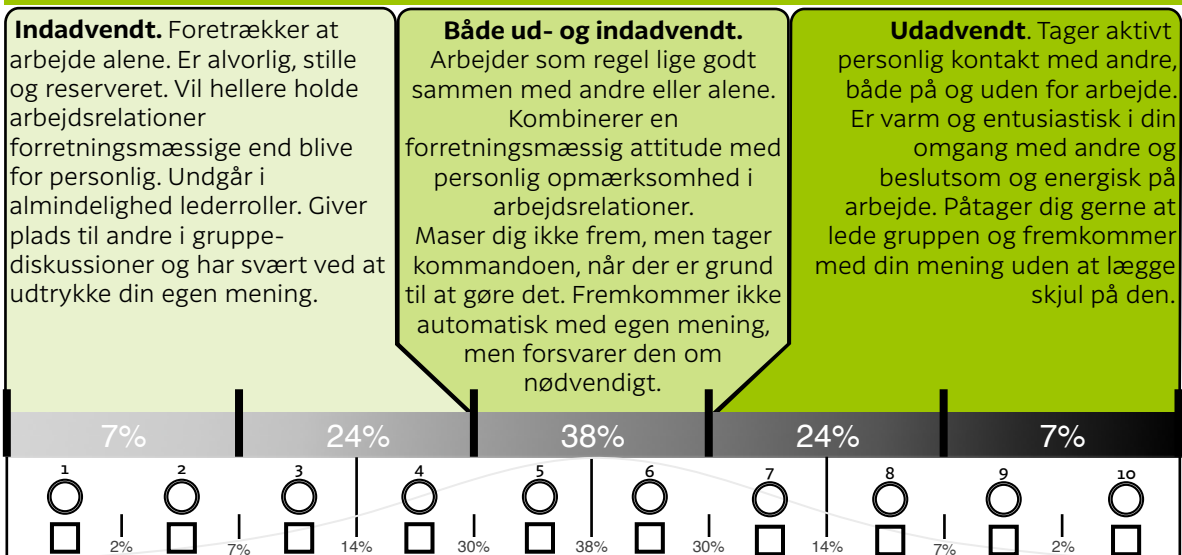 Indadvendt. Foretrækker at
arbejde alene. Er alvorlig, stille
og reserveret. Vil hellere holde
arbejdsrelationer
forretningsmæssige end blive
for personlig. Undgår i
almindelighed lederroller. Giver
plads til andre i gruppe-
diskussioner og har svært ved at
udtrykke din egen mening.
Både ud- og indadvendt.
Arbejder som regel lige godt
sammen med andre eller alene.
Kombinerer en
forretningsmæssig attitude med
personlig opmærksomhed i
arbejdsrelationer.
Maser dig ikke frem, men tager
kommandoen, når der er grund
til at gøre det. Fremkommer ikke
automatisk med egen mening,
men forsvarer den om
nødvendigt.
Udadvendt. Tager aktivt
personlig kontakt med andre,
både på og uden for arbejde.
Er varm og entusiastisk i din
omgang med andre og
beslutsom og energisk på
arbejde. Påtager dig gerne at
lede gruppen og fremkommer
med din mening uden at lægge
skjul på den.
7% 24% 38% 24% 7%
1 2 3 4 5 6 7 8 9 10
2% 7% 14% 30% 38% 30% 14% 7% 2%